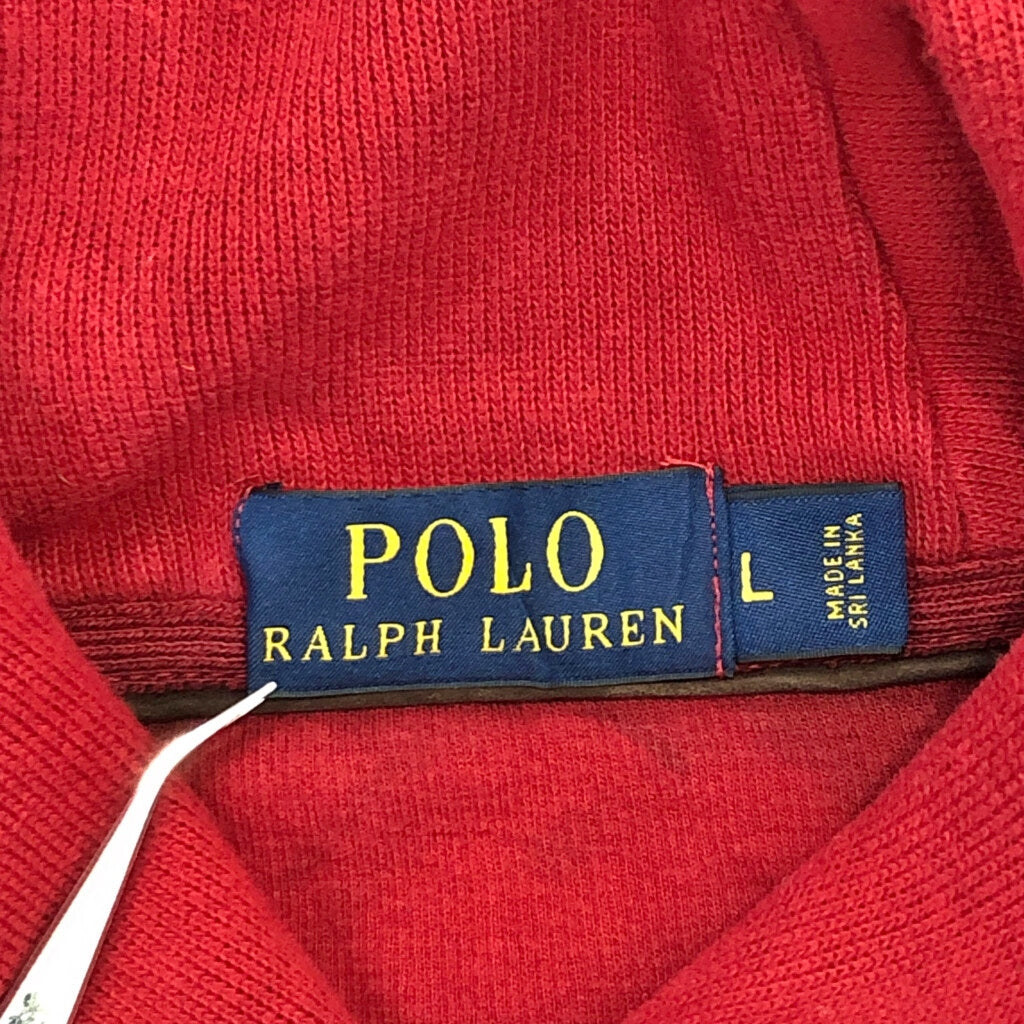 POLO
RALPH LAUREN
L
MADE IN
SRI LANKA